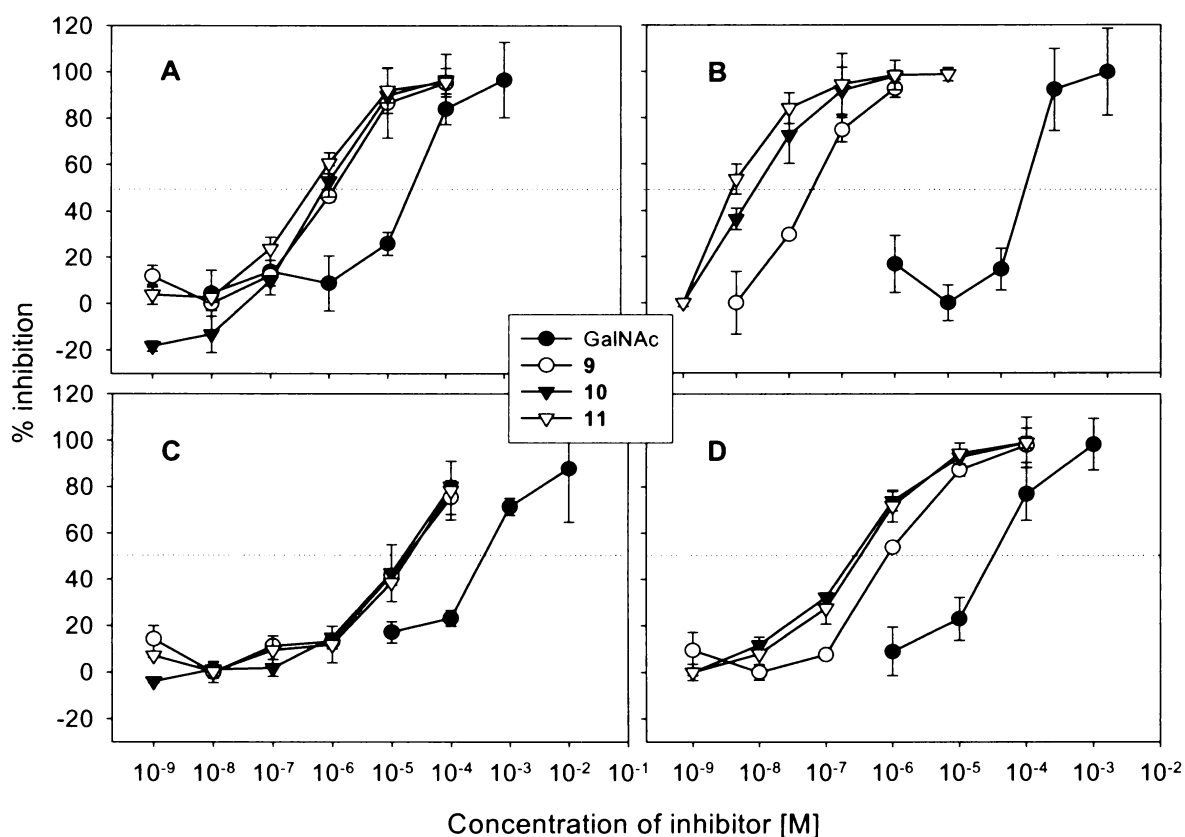 120
100
80
60
40
20
0
-20
A
B
% inhibition
GalNAc
9
10
11
120
100
80
60
40
20
0
-20
C
D
10⁻⁹ 10⁻⁸ 10⁻⁷ 10⁻⁶ 10⁻⁵ 10⁻⁴ 10⁻³ 10⁻² 10⁻¹
10⁻⁹ 10⁻⁸ 10⁻⁷ 10⁻⁶ 10⁻⁵ 10⁻⁴ 10⁻³ 10⁻²
Concentration of inhibitor [M]